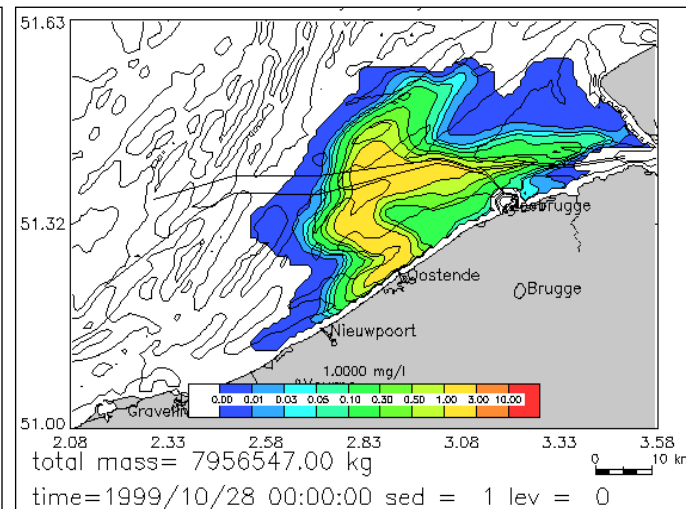 51.63
51.32
Oostende
Brugge
Nieuwpoort
1.0000 mg/l
0.00 0.01 0.03 0.05 0.10 0.30 0.50 1.00 3.00 10.00
51.00
2.08 2.33 2.58 2.83 3.08 3.33 3.58
0 10 km
total mass= 7956547.00 kg
time=1999/10/28 00:00:00 sed = 1 lev = 0